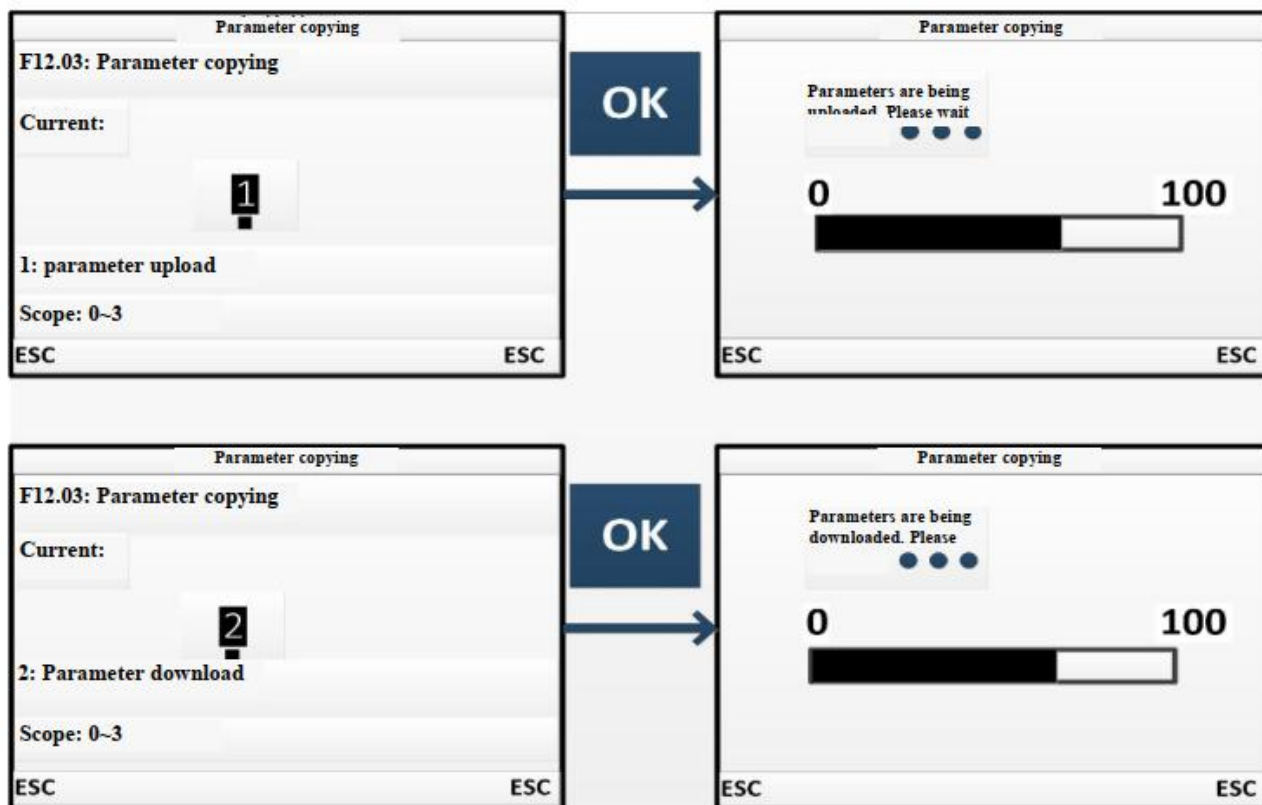 Parameter copying
F12.03: Parameter copying
Current:
1
1: parameter upload
Scope: 0~3
ESC ESC
OK
Parameter copying
Parameters are being
uploaded. Please wait
0 100
ESC ESC
Parameter copying
F12.03: Parameter copying
Current:
2
2: Parameter download
Scope: 0~3
ESC ESC
OK
Parameter copying
Parameters are being
downloaded. Please
0 100
ESC ESC